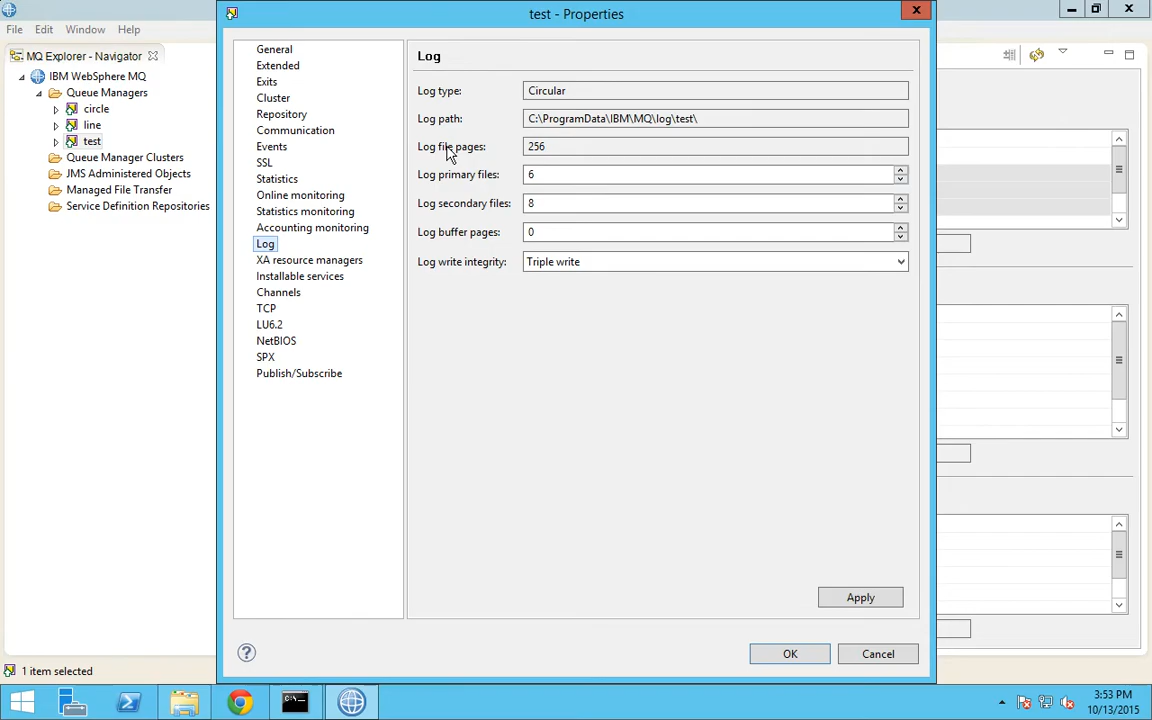 test - Properties
File Edit Window Help
MQ Explorer - Navigator
IBM WebSphere MQ
Queue Managers
circle
line
test
Queue Manager Clusters
JMS Administered Objects
Managed File Transfer
Service Definition Repositories
General
Extended
Exits
Cluster
Repository
Communication
Events
SSL
Statistics
Online monitoring
Statistics monitoring
Accounting monitoring
Log
XA resource managers
Installable services
Channels
TCP
LU6.2
NetBIOS
SPX
Publish/Subscribe
Log
Log type: Circular
Log path: C:\ProgramData\IBM\MQ\log\test\
Log file pages: 256
Log primary files: 6
Log secondary files: 8
Log buffer pages: 0
Log write integrity: Triple write
Apply
OK Cancel
1 item selected
3:53 PM
10/13/2015